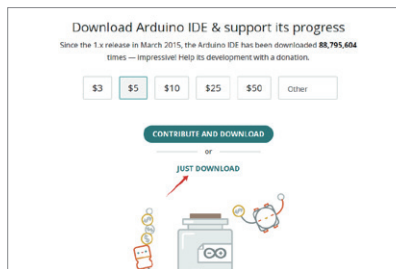 Download Arduino IDE & support its progress
Since the 1.x release in March 2015, the Arduino IDE has been downloaded 88,795,604
times — impressive! Help its development with a donation.
$3 $5 $10 $25 $50 Other
CONTRIBUTE AND DOWNLOAD
or
JUST DOWNLOAD